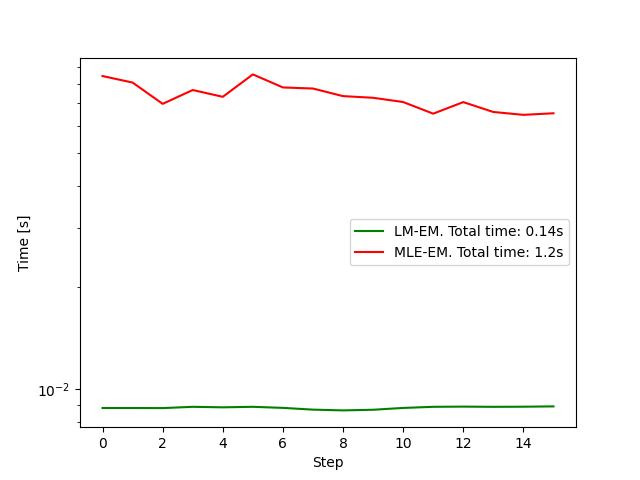 Time [s]
10⁻²
LM-EM. Total time: 0.14s
MLE-EM. Total time: 1.2s
0 2 4 6 8 10 12 14
Step